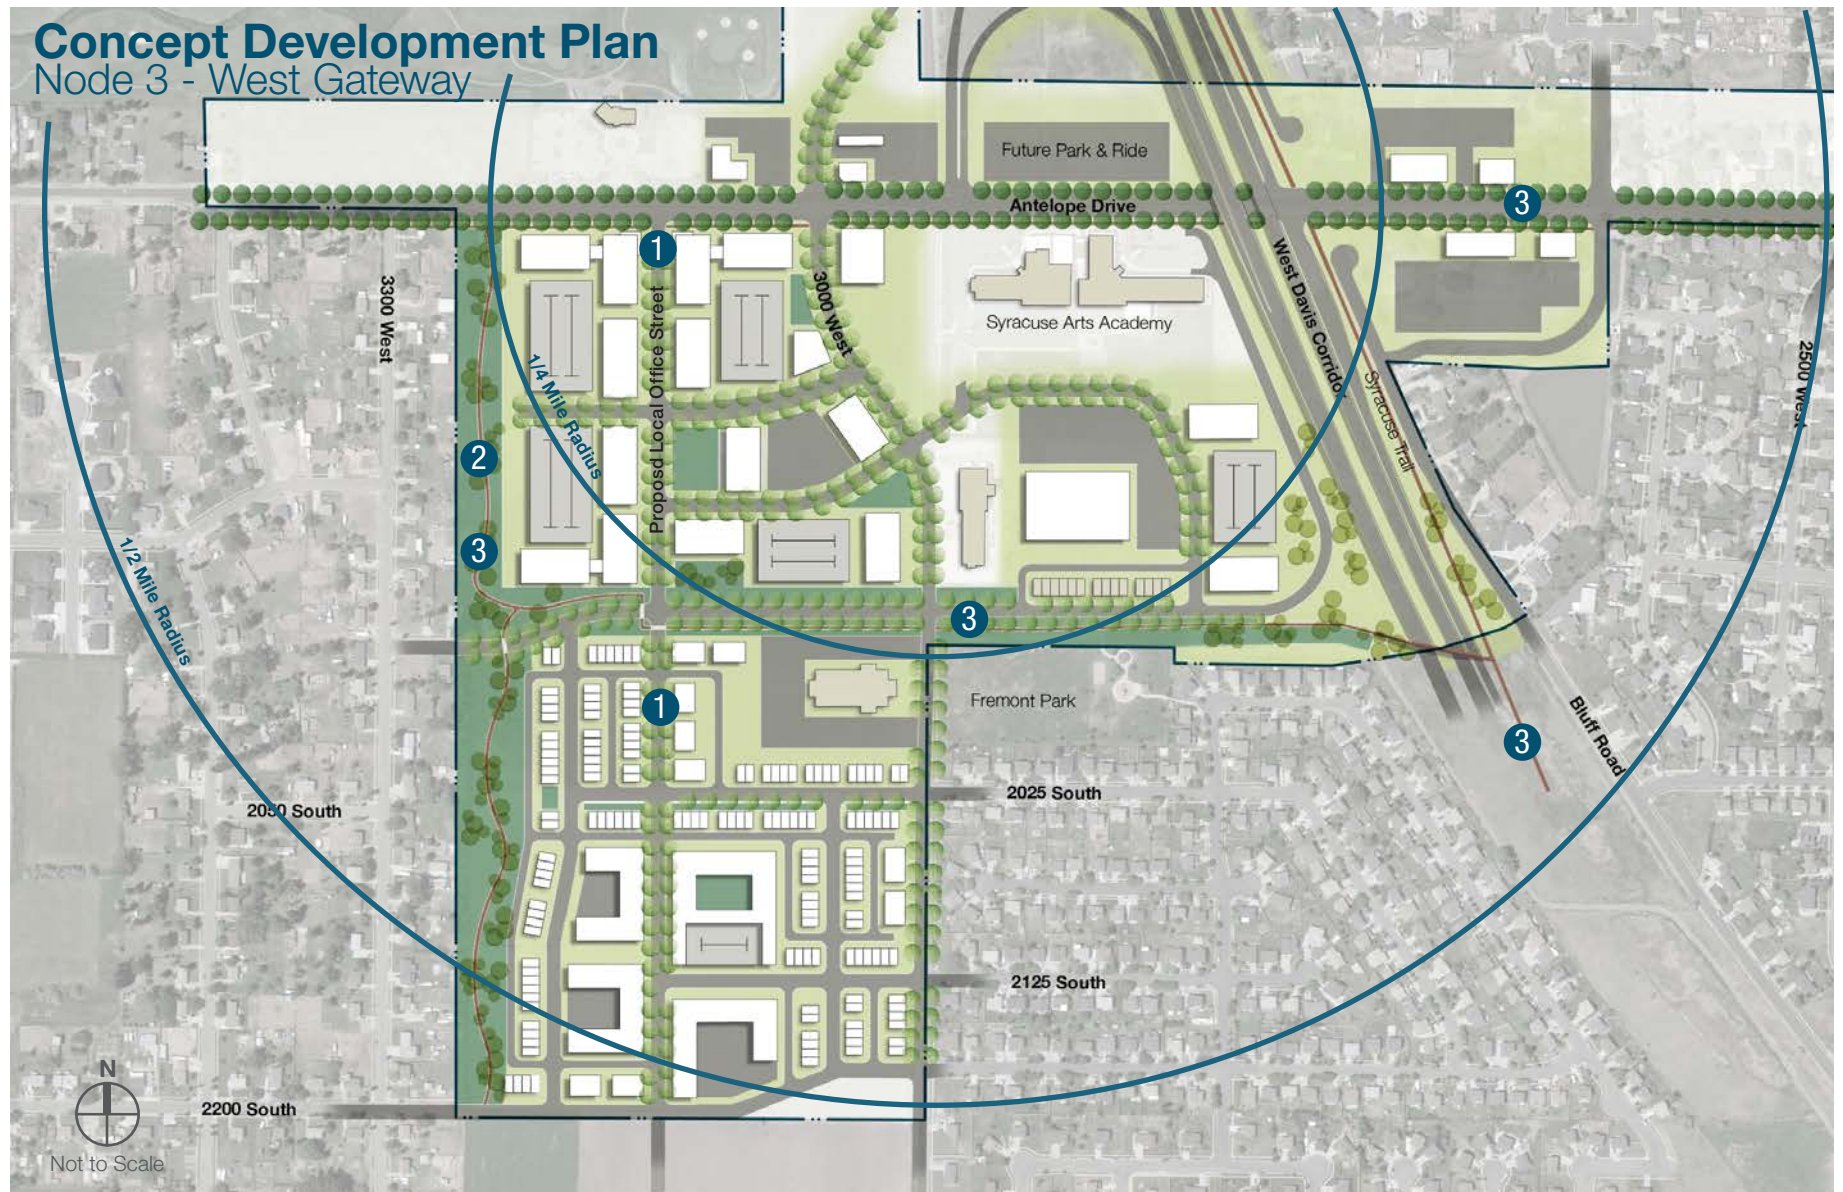 Concept Development Plan
Node 3 - West Gateway
Future Park & Ride
Antelope Drive
3
1
3300 West
Proposd Local Office Street
3000 West
Syracuse Arts Academy
West Davis Corridor
Syracuse Trail
2500 West
1/4 Mile Radius
2
3
1/2 Mile Radius
3
1
Fremont Park
3
Bluff Road
2050 South
2025 South
2125 South
2200 South
N
Not to Scale